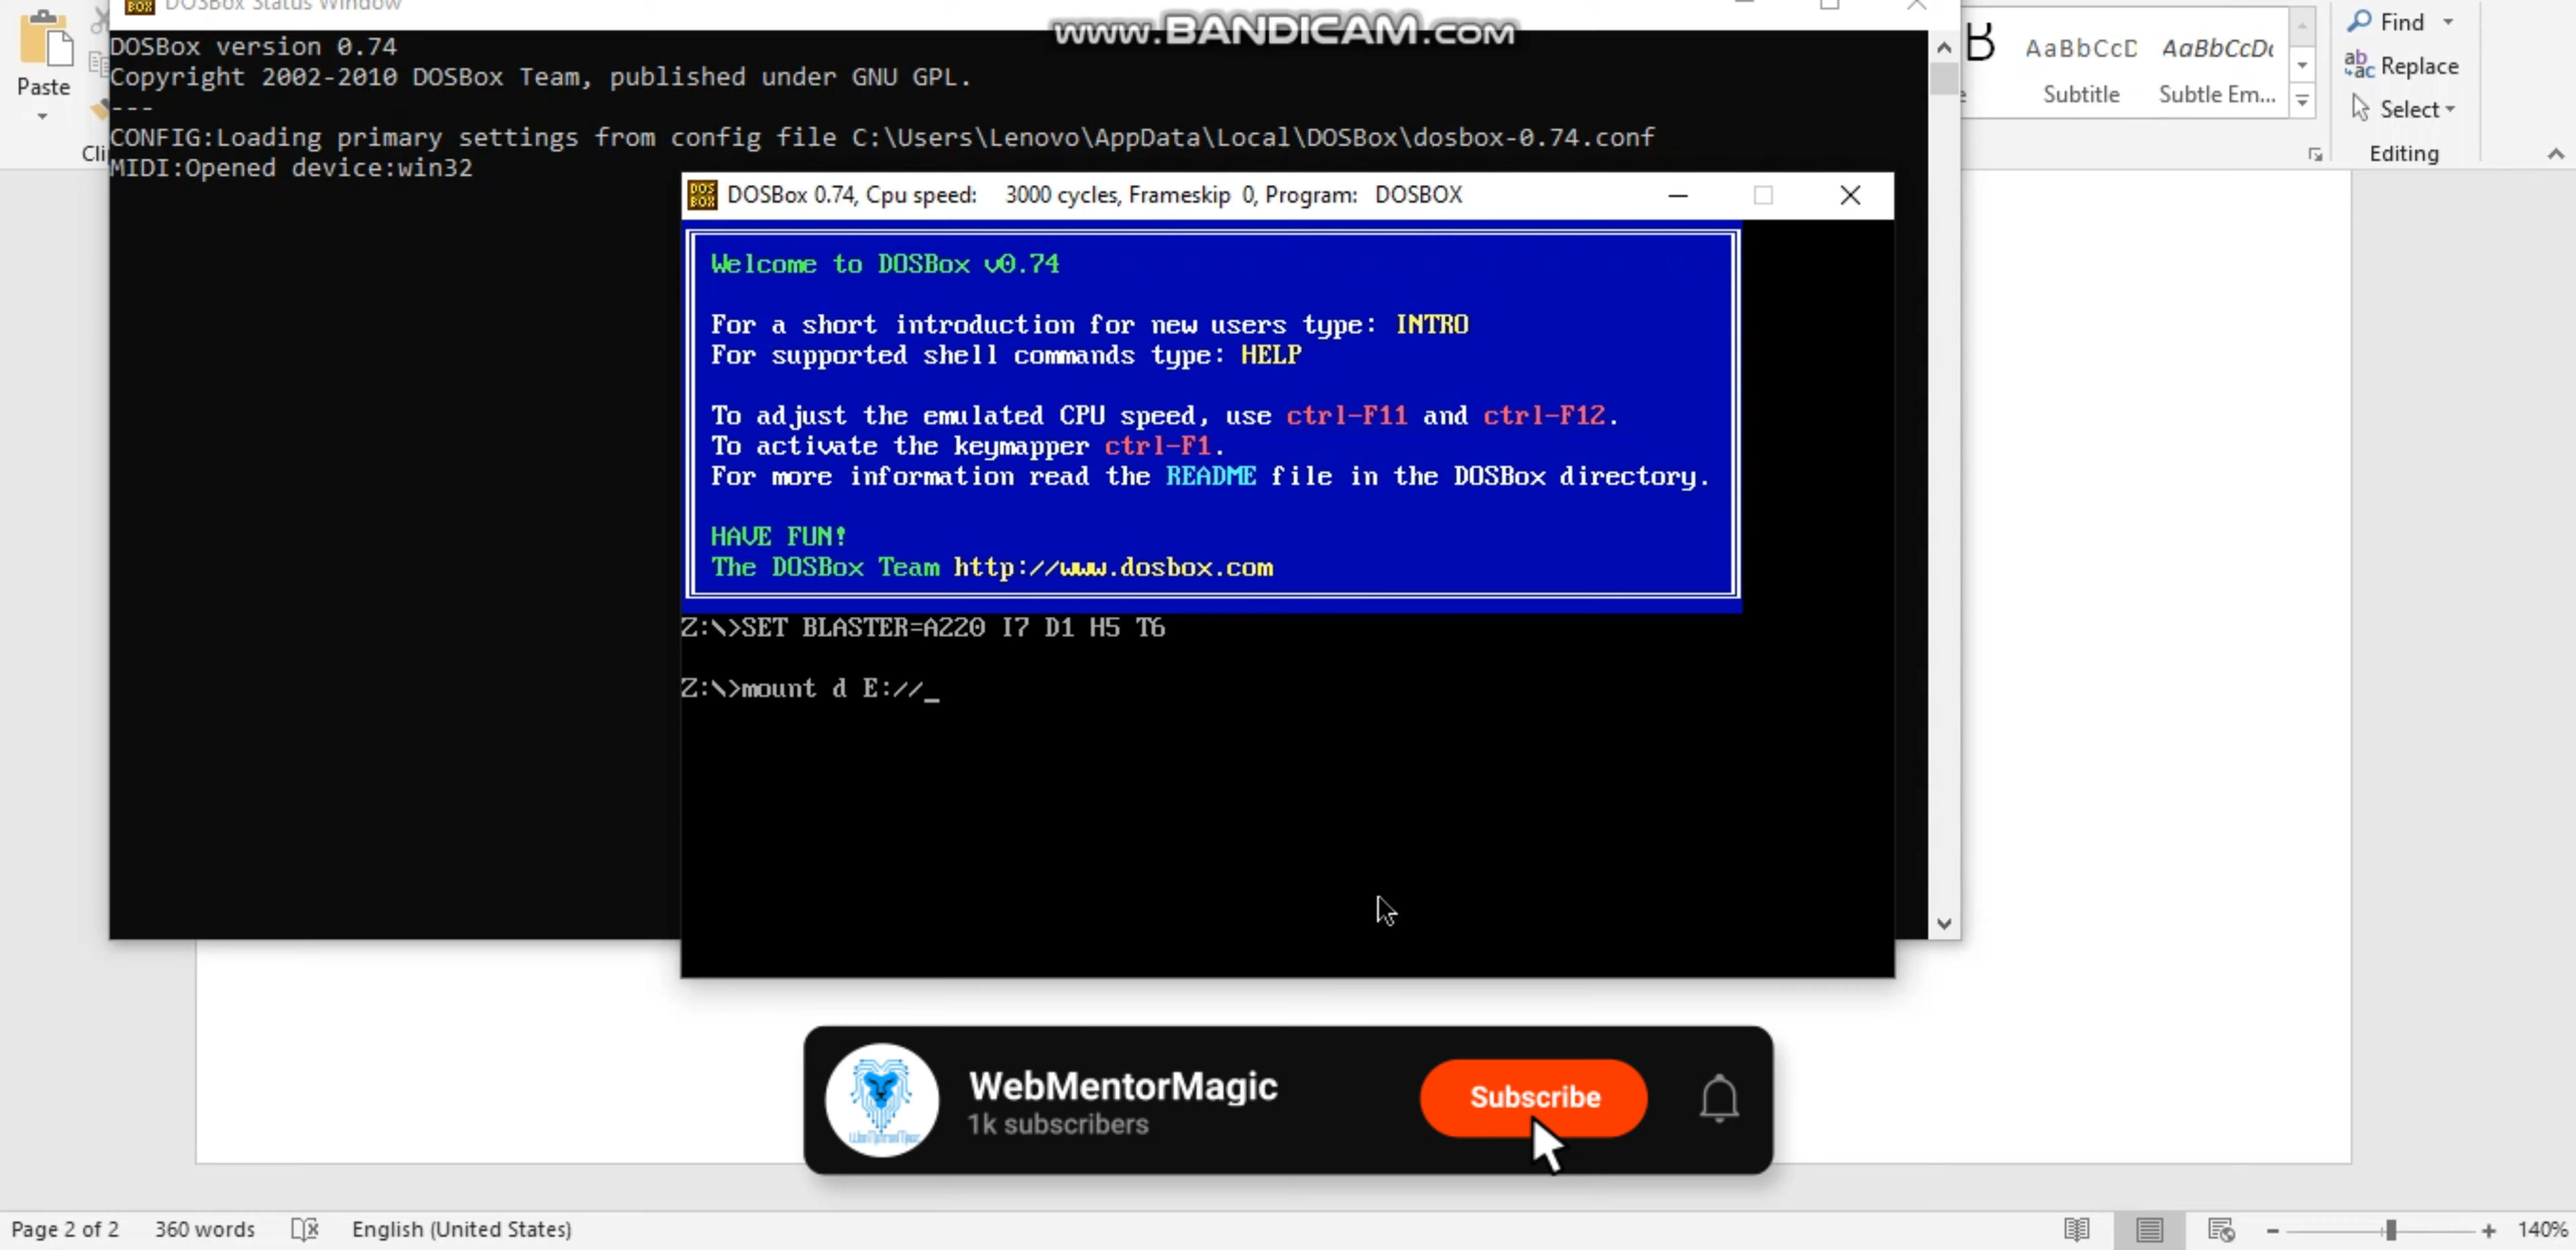 DOSBox Status Window
www.BANDICAM.com
DOSBox version 0.74
Copyright 2002-2010 DOSBox Team, published under GNU GPL.
---
CONFIG:Loading primary settings from config file C:\Users\Lenovo\AppData\Local\DOSBox\dosbox-0.74.conf
MIDI:Opened device:win32
Paste
AaBbCcD AaBbCcDc
Subtitle Subtle Em...
Find
Replace
Select
Editing
DOSBox 0.74, Cpu speed: 3000 cycles, Frameskip 0, Program: DOSBOX
Welcome to DOSBox v0.74
For a short introduction for new users type: INTRO
For supported shell commands type: HELP
To adjust the emulated CPU speed, use ctrl-F11 and ctrl-F12.
To activate the keymapper ctrl-F1.
For more information read the README file in the DOSBox directory.
HAVE FUN!
The DOSBox Team http://www.dosbox.com
Z:\>SET BLASTER=A220 I7 D1 H5 T6
Z:\>mount d E://_
WebMentorMagic
1k subscribers
Subscribe
Page 2 of 2 360 words English (United States) 140%